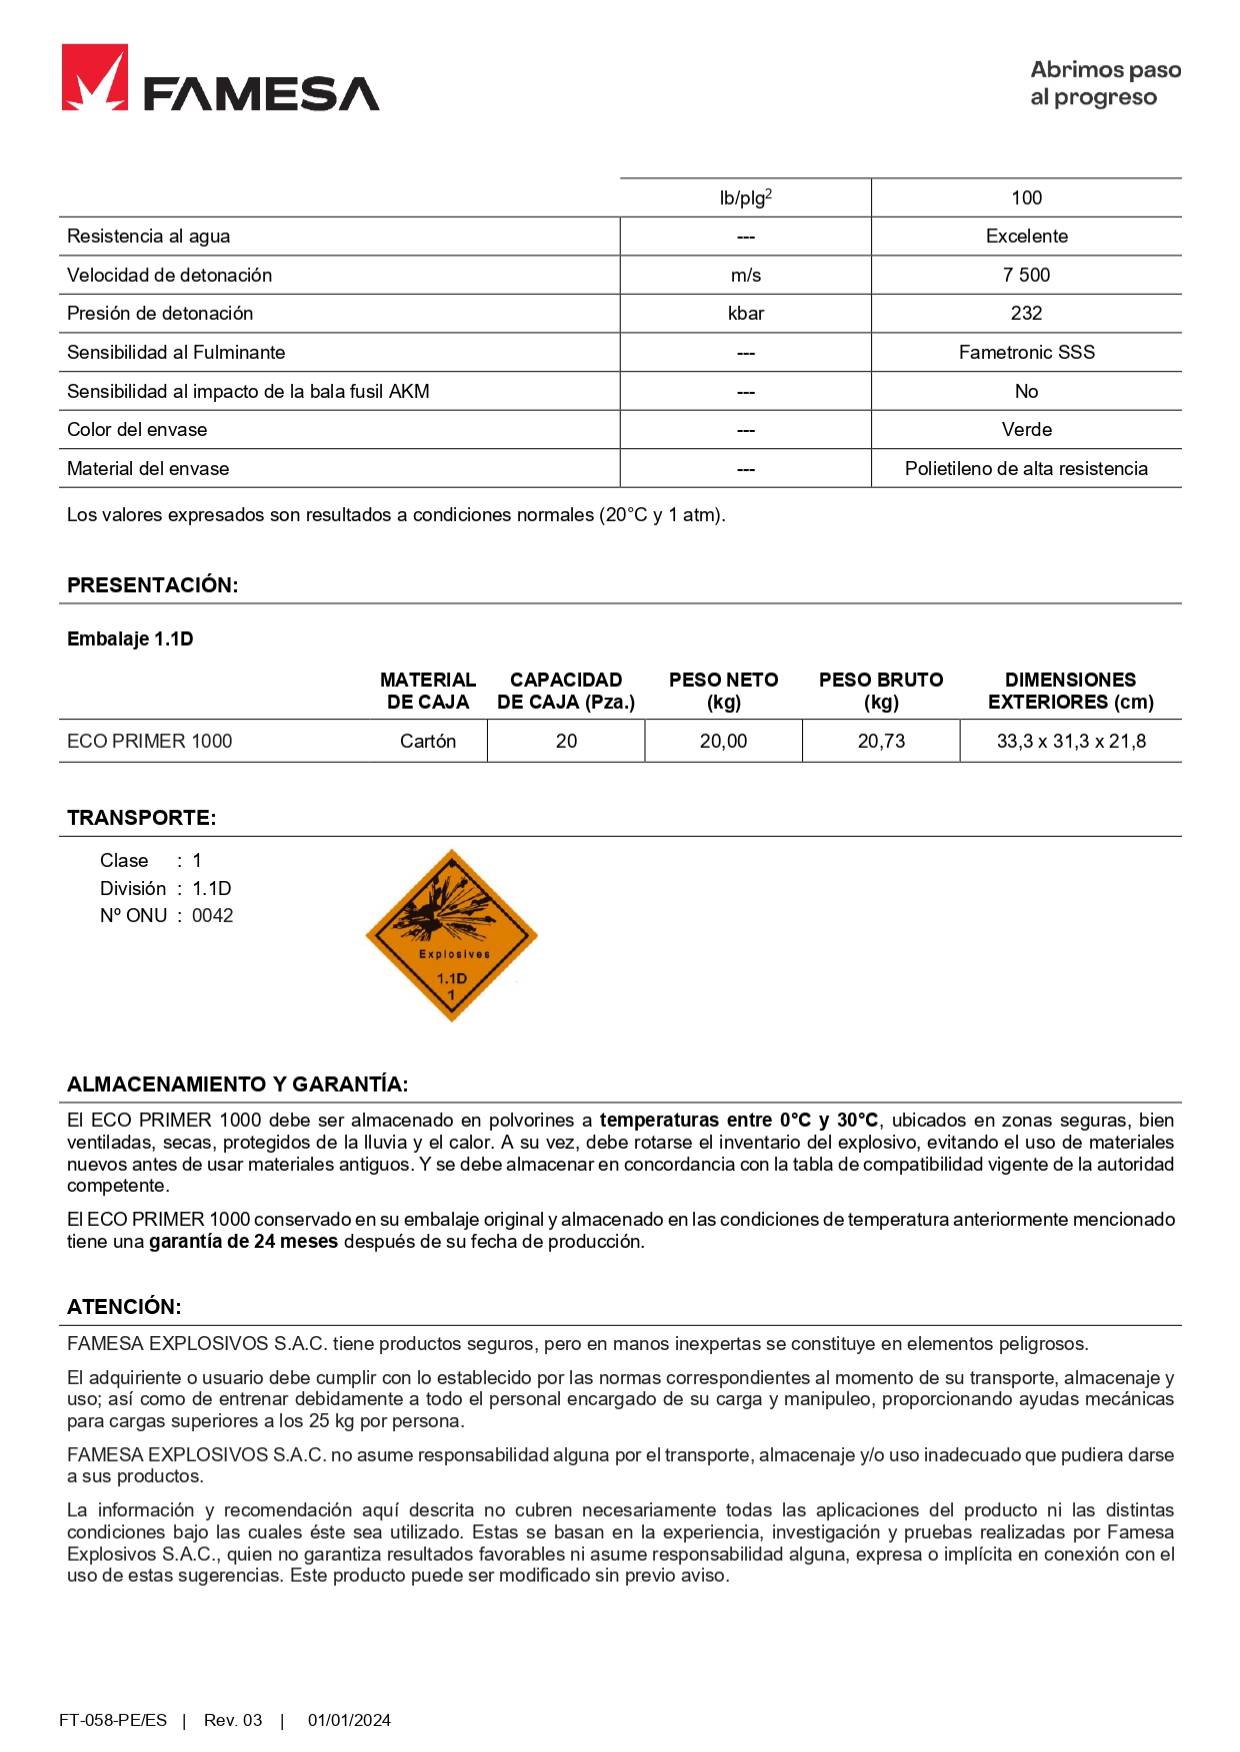 FAMESA
Abrimos paso
al progreso
lb/plg² 100
Resistencia al agua --- Excelente
Velocidad de detonación m/s 7 500
Presión de detonación kbar 232
Sensibilidad al Fulminante --- Fametronic SSS
Sensibilidad al impacto de la bala fusil AKM --- No
Color del envase --- Verde
Material del envase --- Polietileno de alta resistencia
Los valores expresados son resultados a condiciones normales (20°C y 1 atm).
PRESENTACIÓN:
Embalaje 1.1D
MATERIAL CAPACIDAD PESO NETO PESO BRUTO DIMENSIONES
DE CAJA DE CAJA (Pza.) (kg) (kg) EXTERIORES (cm)
ECO PRIMER 1000 Cartón 20 20,00 20,73 33,3 x 31,3 x 21,8
TRANSPORTE:
Clase : 1
División : 1.1D
Nº ONU : 0042
Explosives
1.1D
1
ALMACENAMIENTO Y GARANTÍA:
El ECO PRIMER 1000 debe ser almacenado en polvorines a temperaturas entre 0°C y 30°C, ubicados en zonas seguras, bien
ventiladas, secas, protegidos de la lluvia y el calor. A su vez, debe rotarse el inventario del explosivo, evitando el uso de materiales
nuevos antes de usar materiales antiguos. Y se debe almacenar en concordancia con la tabla de compatibilidad vigente de la autoridad
competente.
El ECO PRIMER 1000 conservado en su embalaje original y almacenado en las condiciones de temperatura anteriormente mencionado
tiene una garantía de 24 meses después de su fecha de producción.
ATENCIÓN:
FAMESA EXPLOSIVOS S.A.C. tiene productos seguros, pero en manos inexpertas se constituye en elementos peligrosos.
El adquiriente o usuario debe cumplir con lo establecido por las normas correspondientes al momento de su transporte, almacenaje y
uso; así como de entrenar debidamente a todo el personal encargado de su carga y manipuleo, proporcionando ayudas mecánicas
para cargas superiores a los 25 kg por persona.
FAMESA EXPLOSIVOS S.A.C. no asume responsabilidad alguna por el transporte, almacenaje y/o uso inadecuado que pudiera darse
a sus productos.
La información y recomendación aquí descrita no cubren necesariamente todas las aplicaciones del producto ni las distintas
condiciones bajo las cuales éste sea utilizado. Estas se basan en la experiencia, investigación y pruebas realizadas por Famesa
Explosivos S.A.C., quien no garantiza resultados favorables ni asume responsabilidad alguna, expresa o implícita en conexión con el
uso de estas sugerencias. Este producto puede ser modificado sin previo aviso.
FT-058-PE/ES | Rev. 03 | 01/01/2024